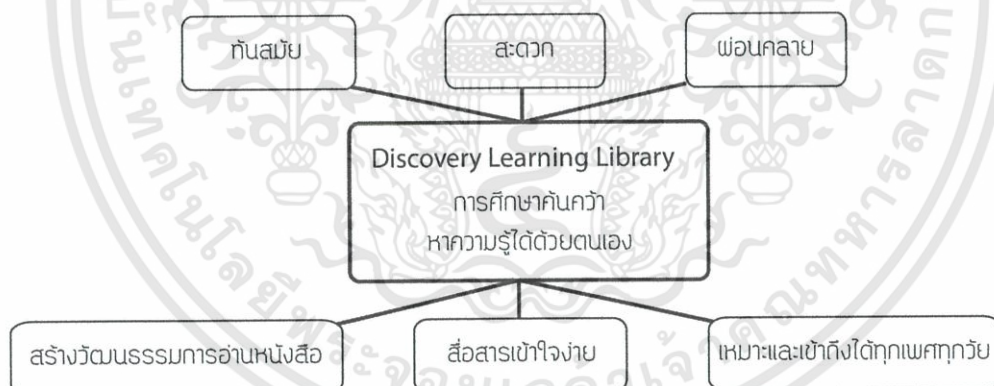 ทันสมัย
สะดวก
ผ่อนคลาย
Discovery Learning Library
การศึกษาค้นคว้า
หาความรู้ได้ด้วยตนเอง
สร้างวัฒนธรรมการอ่านหนังสือ
สื่อสารเข้าใจง่าย
เหมาะและเข้าถึงได้ทุกเพศทุกวัย